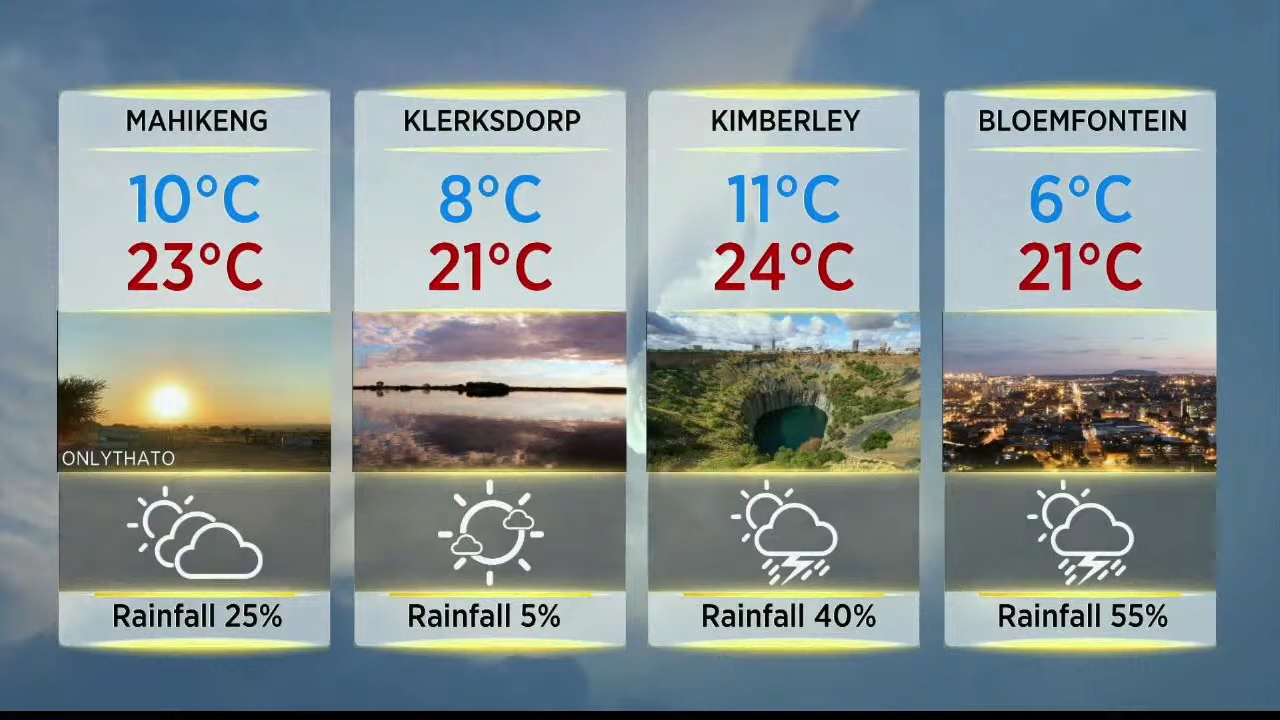 MAHIKENG
10°C
23°C
ONLYTHATO
Rainfall 25%
KLERKSDORP
8°C
21°C
Rainfall 5%
KIMBERLEY
11°C
24°C
Rainfall 40%
BLOEMFONTEIN
6°C
21°C
Rainfall 55%